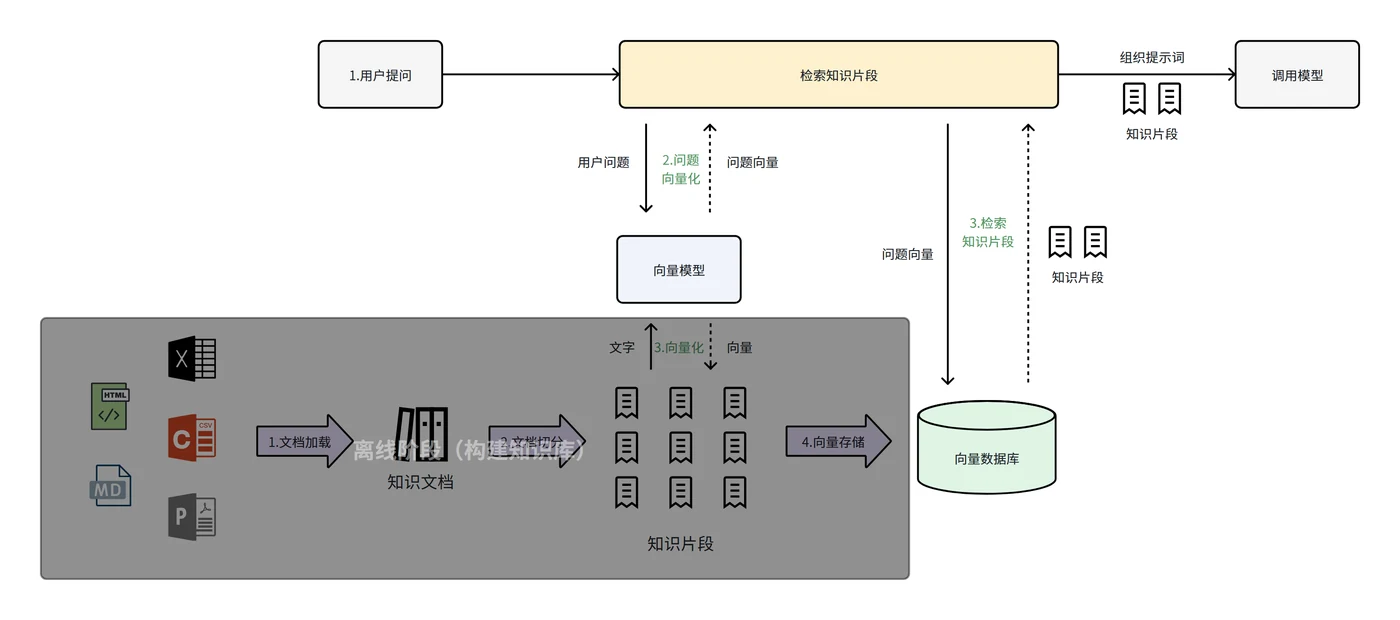 1.用户提问
检索知识片段
组织提示词
调用模型
知识片段
用户问题
2.问题
向量化
问题向量
问题向量
3.检索
知识片段
知识片段
向量模型
文字
3.向量化
向量
HTML
</>
X
C
CSV
MD
P
1.文档加载
离线阶段（构建知识库）
2.文档切分
知识文档
知识片段
4.向量存储
向量数据库